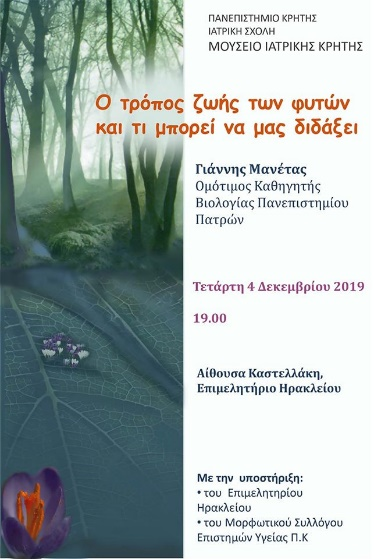 ΠΑΝΕΠΙΣΤΗΜΙΟ ΚΡΗΤΗΣ
ΙΑΤΡΙΚΗ ΣΧΟΛΗ
ΜΟΥΣΕΙΟ ΙΑΤΡΙΚΗΣ ΚΡΗΤΗΣ
Ο τρόπος ζωής των φυτών
και τι μπορεί να μας διδάξει
Γιάννης Μανέτας
Ομότιμος Καθηγητής
Βιολογίας Πανεπιστημίου
Πατρών
Τετάρτη 4 Δεκεμβρίου 2019
19.00
Αίθουσα Καστελλάκη,
Επιμελητήριο Ηρακλείου
Με την υποστήριξη:
• του Επιμελητηρίου
Ηρακλείου
• του Μορφωτικού Συλλόγου
Επιστημών Υγείας Π.Κ